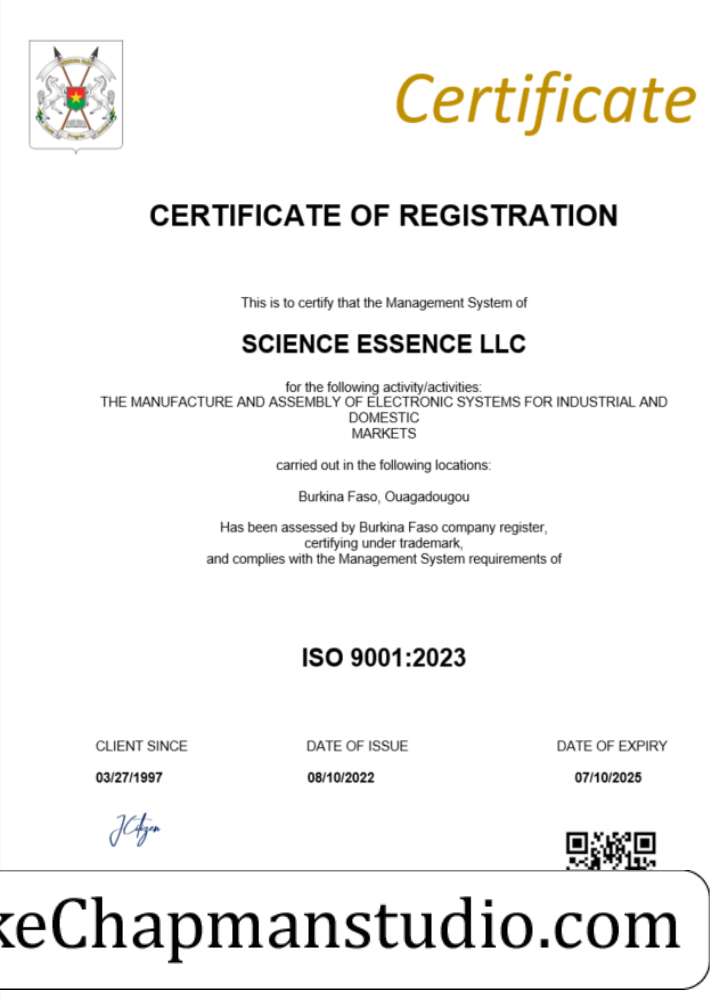 Certificate
CERTIFICATE OF REGISTRATION
This is to certify that the Management System of
SCIENCE ESSENCE LLC
for the following activity/activities:
THE MANUFACTURE AND ASSEMBLY OF ELECTRONIC SYSTEMS FOR INDUSTRIAL AND
DOMESTIC
MARKETS
carried out in the following locations:
Burkina Faso, Ouagadougou
Has been assessed by Burkina Faso company register,
certifying under trademark,
and complies with the Management System requirements of
ISO 9001:2023
CLIENT SINCE DATE OF ISSUE DATE OF EXPIRY
03/27/1997 08/10/2022 07/10/2025
JCitizen
keChapmanstudio.com